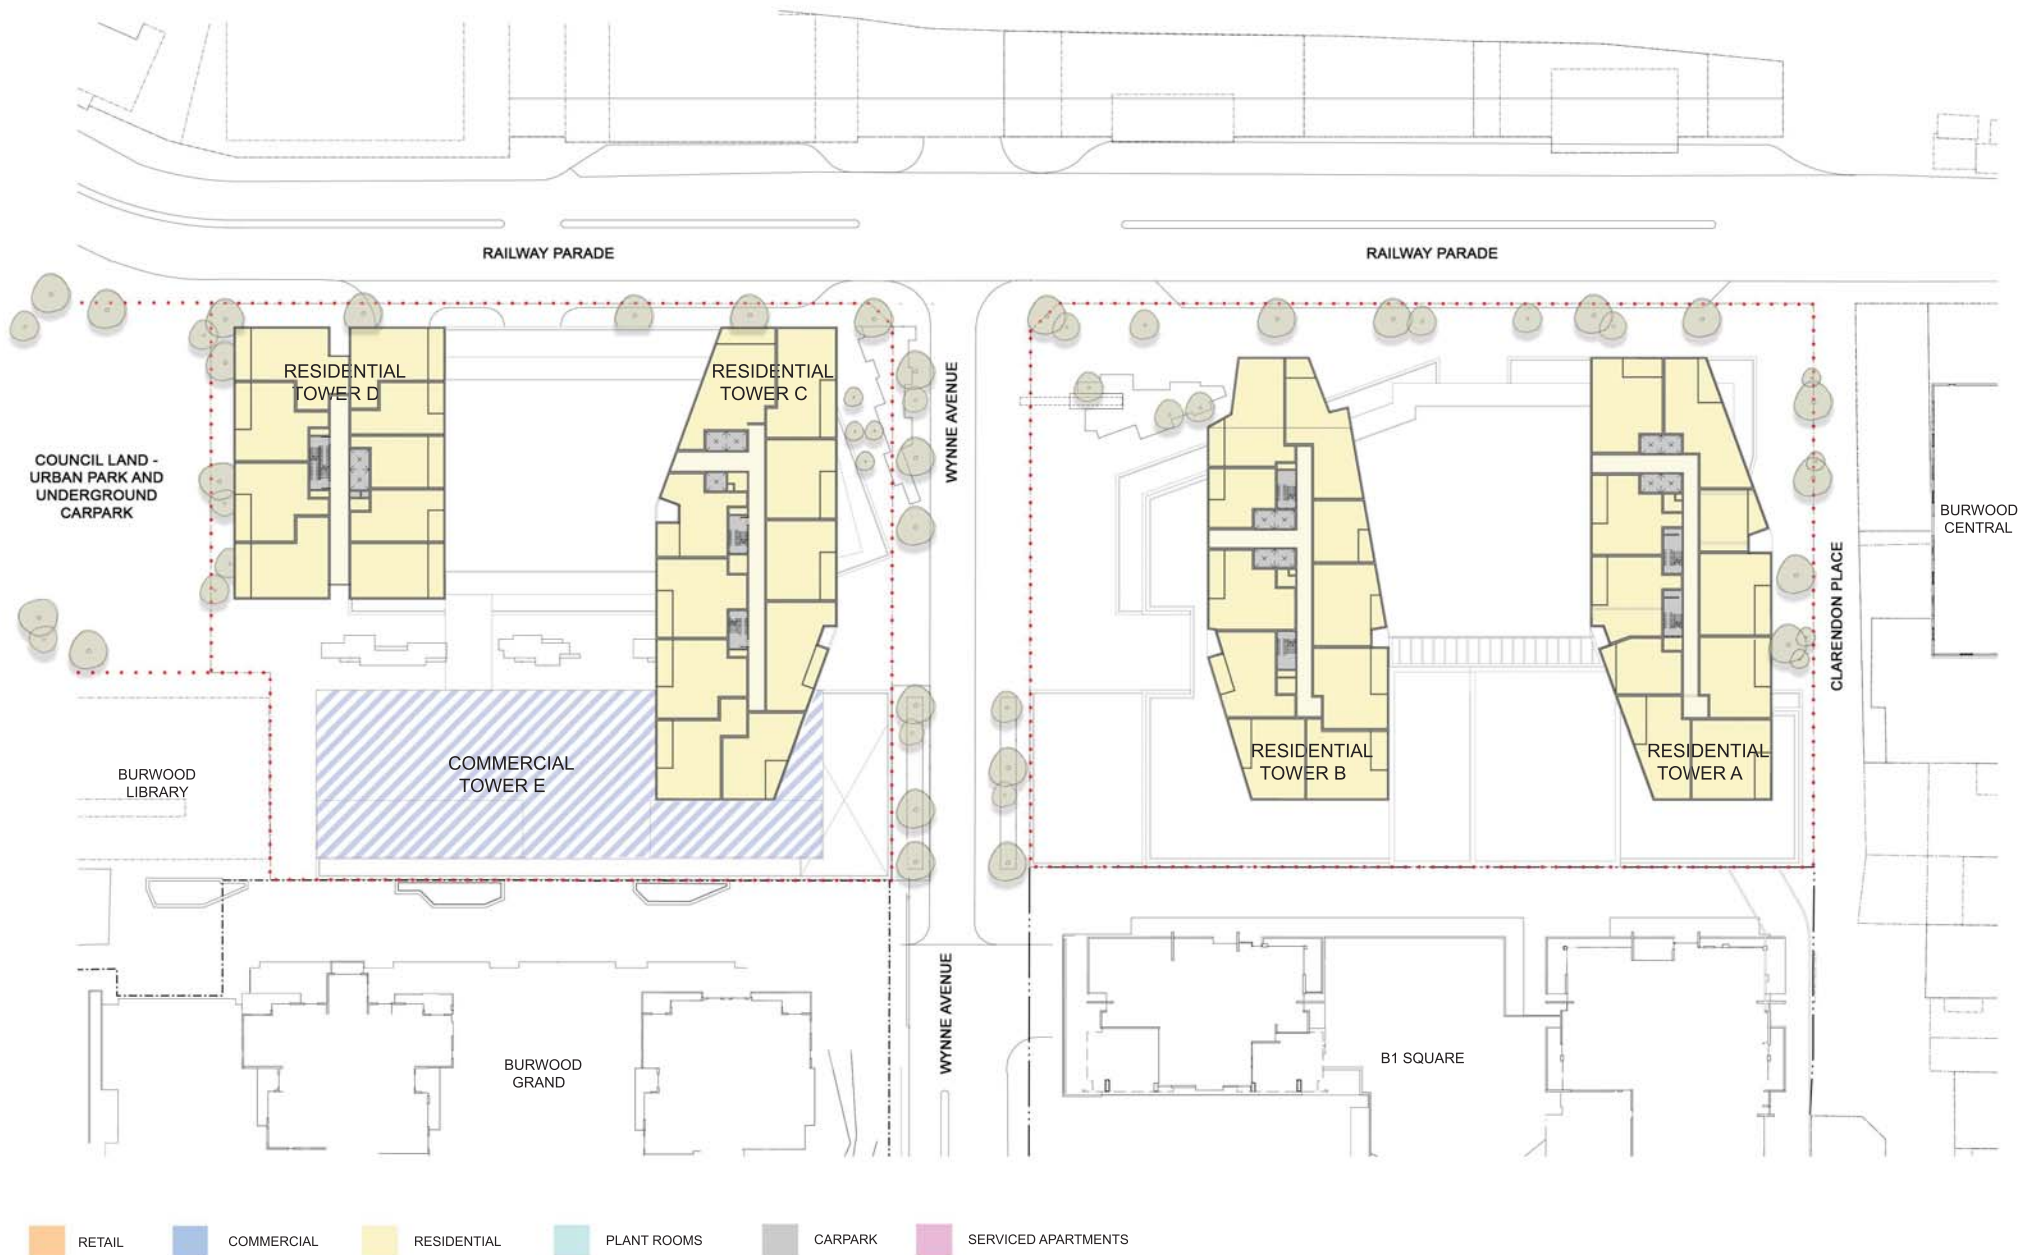 RAILWAY PARADE
RAILWAY PARADE
RESIDENTIAL
TOWER D
RESIDENTIAL
TOWER C
WYNNE AVENUE
COUNCIL LAND -
URBAN PARK AND
UNDERGROUND
CARPARK
BURWOOD
CENTRAL
CLARENDON PLACE
COMMERCIAL
TOWER E
RESIDENTIAL
TOWER B
RESIDENTIAL
TOWER A
BURWOOD
LIBRARY
WYNNE AVENUE
BURWOOD
GRAND
B1 SQUARE
RETAIL
COMMERCIAL
RESIDENTIAL
PLANT ROOMS
CARPARK
SERVICED APARTMENTS